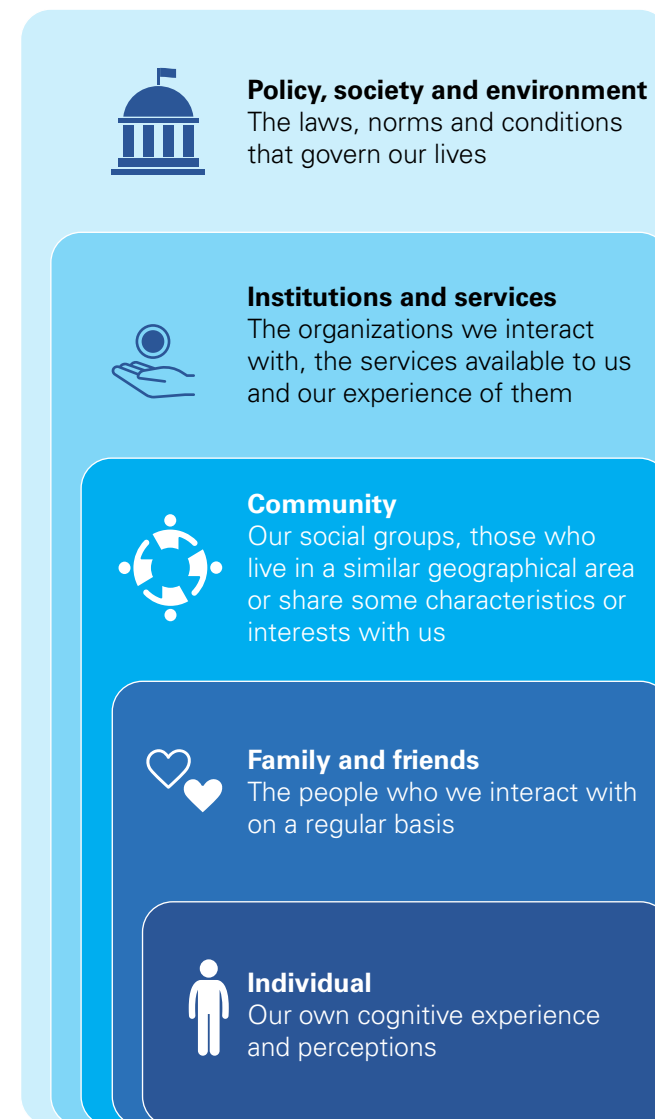 Policy, society and environment
The laws, norms and conditions
that govern our lives
Institutions and services
The organizations we interact
with, the services available to us
and our experience of them
Community
Our social groups, those who
live in a similar geographical area
or share some characteristics or
interests with us
Family and friends
The people who we interact with
on a regular basis
Individual
Our own cognitive experience
and perceptions